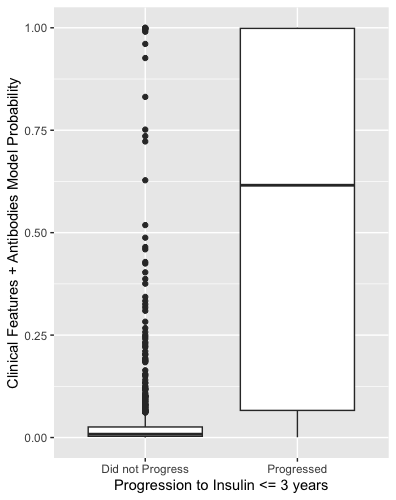 Clinical Features + Antibodies Model Probability
1.00
0.75
0.50
0.25
0.00
Did not Progress Progressed
Progression to Insulin <= 3 years